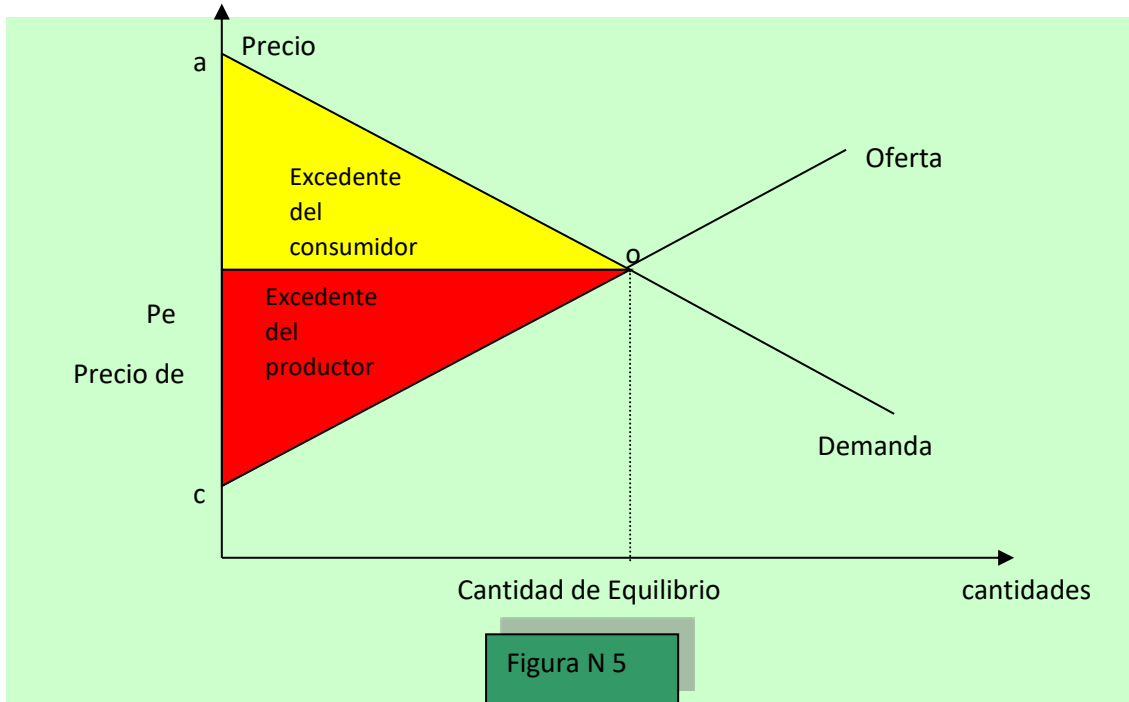 Precio
a
Oferta
Excedente
del
consumidor
o
Excedente
del
productor
Pe
Precio de
Demanda
c
Cantidad de Equilibrio
cantidades
Figura N 5